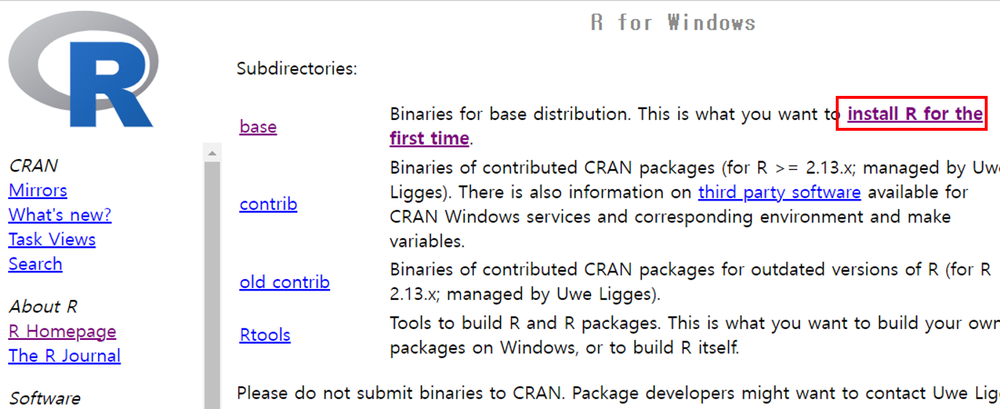 R
R for Windows
Subdirectories:
base
Binaries for base distribution. This is what you want to install R for the
first time.
contrib
Binaries of contributed CRAN packages (for R >= 2.13.x; managed by Uwe
Ligges). There is also information on third party software available for
CRAN Windows services and corresponding environment and make
variables.
old contrib
Binaries of contributed CRAN packages for outdated versions of R (for R
2.13.x; managed by Uwe Ligges).
Rtools
Tools to build R and R packages. This is what you want to build your own
packages on Windows, or to build R itself.
Please do not submit binaries to CRAN. Package developers might want to contact Uwe
CRAN
Mirrors
What's new?
Task Views
Search
About R
R Homepage
The R Journal
Software